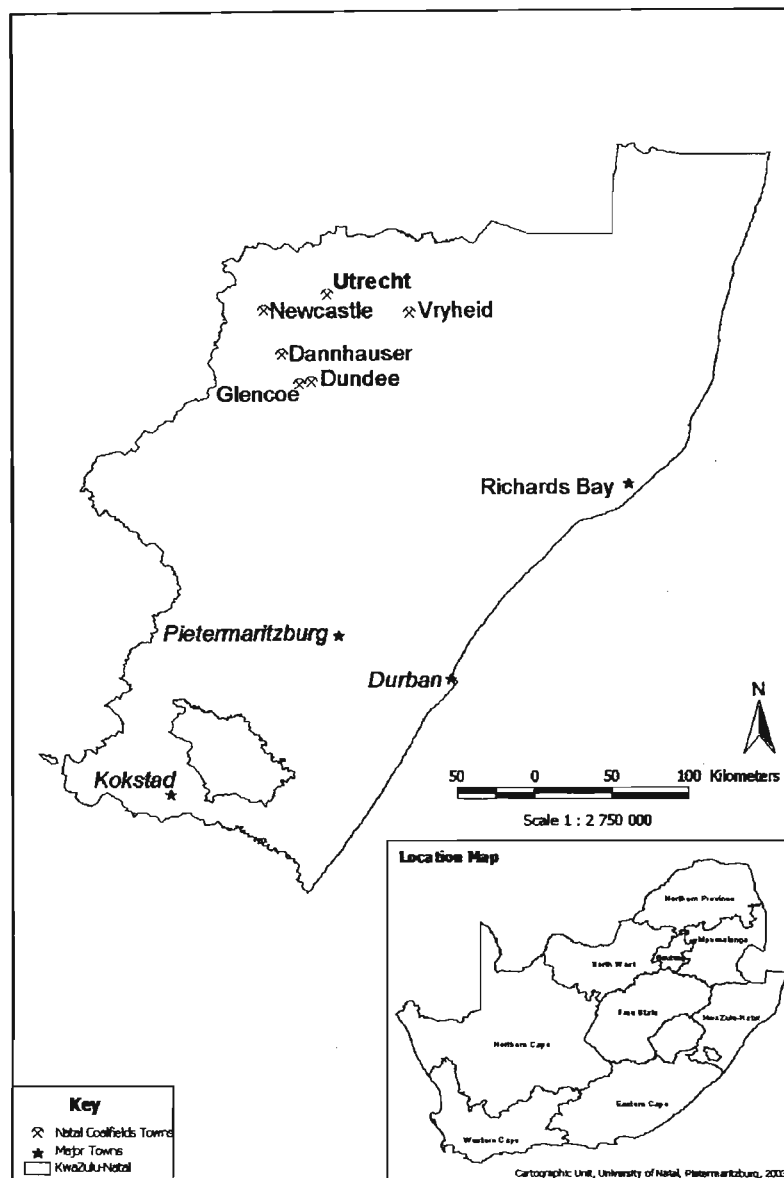 Utrecht
Newcastle
Vryheid
Dannhauser
Dundee
Glencoe
Richards Bay
Pietermaritzburg
Durban
N
Kokstad
50 0 50 100 Kilometers
Scale 1 : 2 750 000
Location Map
Northern Province
Mpumalanga
North West
Gauteng
Free State
KwaZulu-Natal
Northern Cape
Eastern Cape
Western Cape
Key
Natal Coalfields Towns
Major Towns
KwaZulu-Natal
Cartographic Unit, University of Natal, Pietermaritzburg, 2003